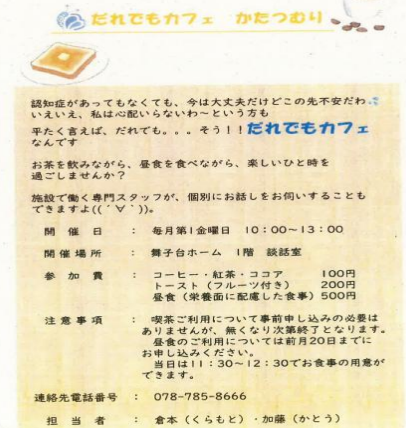 だれでもカフェ かたつむり
認知症があってもなくても、今は大丈夫だけどこの先不安だわ
いえいえ、私は心配いらないわ～という方も
平たく言えば、だれでも。。。そう！！だれでもカフェ
なんです
お茶を飲みながら、昼食を食べながら、楽しいひと時を
過ごしませんか？
施設で働く専門スタッフが、個別にお話しをお伺いすることも
できますよ((´∀｀))。
開催日 ： 毎月第1金曜日 10：00～13：00
開催場所 ： 舞子台ホーム 1階 談話室
参加費 ： コーヒー・紅茶・ココア 100円
トースト（フルーツ付き） 200円
昼食（栄養面に配慮した食事）500円
注意事項 ： ・喫茶ご利用について事前申し込みの必要は
ありませんが、無くなり次第終了となります。
・昼食のご利用については前月20日までに
お申し込みください。
当日は11：30～12：30でお食事の用意が
できます。
連絡先電話番号 ： 078-785-8666
担当者 ： 倉本（くらもと）・加藤（かとう）